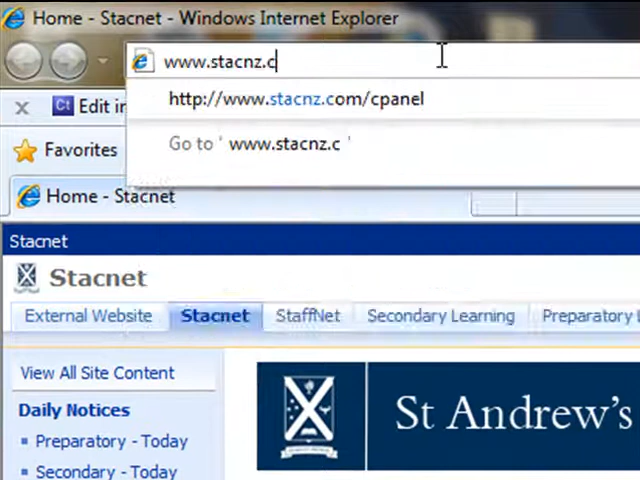 Home - Stacnet - Windows Internet Explorer
www.stacnz.c
http://www.stacnz.com/cpanel
Edit in
Go to ' www.stacnz.c '
Favorites
Home - Stacnet
Stacnet
Stacnet
External Website Stacnet StaffNet Secondary Learning Preparatory L
View All Site Content
St Andrew's
Daily Notices
Preparatory - Today
Secondary - Today